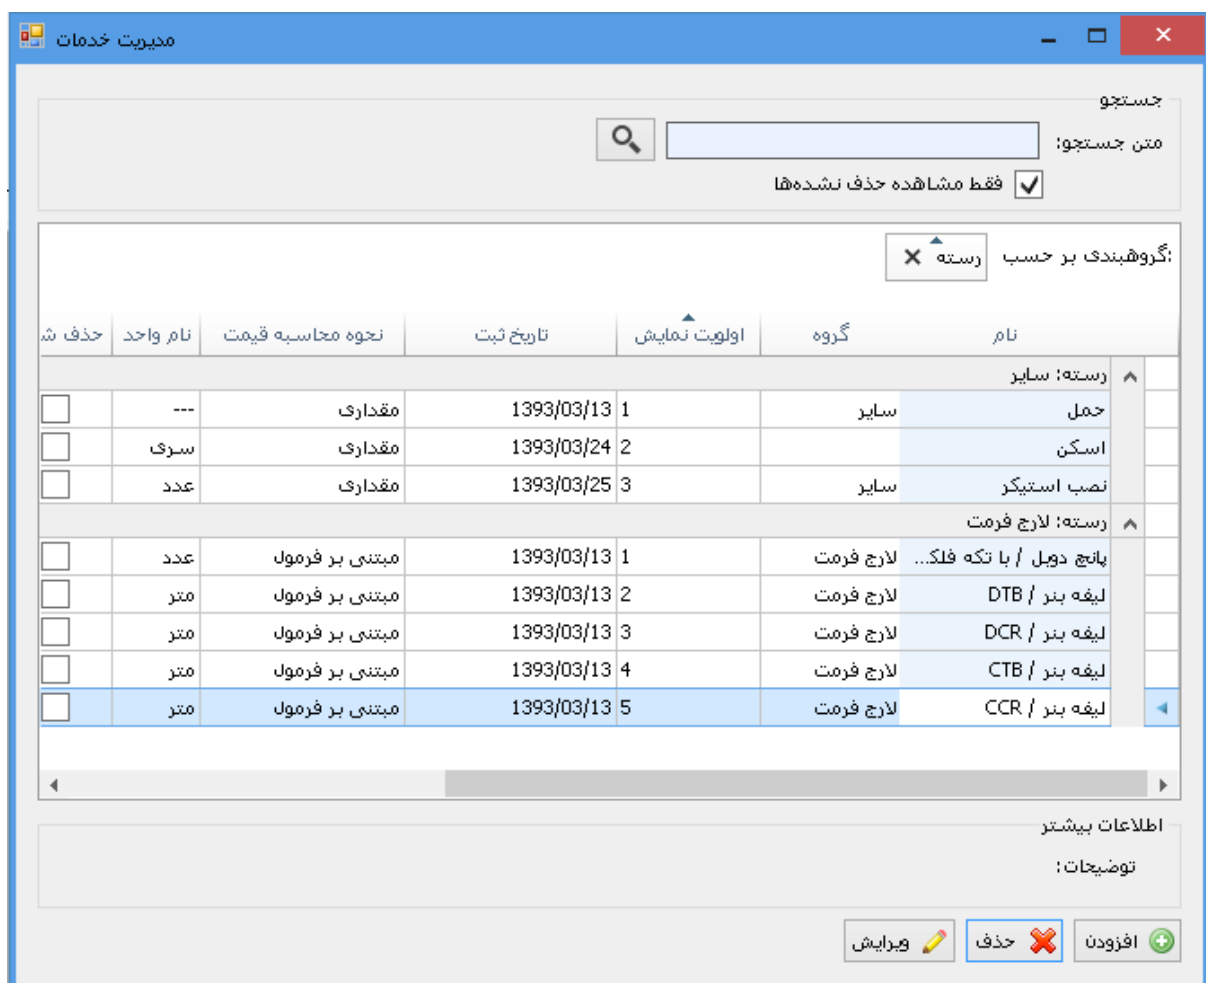 مدیریت خدمات
جستجو
متن جستجو:
فقط مشاهده حذف نشده‌ها
گروهبندی بر حسب: رسته
نام گروه اولویت نمایش تاریخ ثبت نحوه محاسبه قیمت نام واحد حذف ش
رسته: سایر
حمل سایر 1 1393/03/13 مقداری ---
اسکن 2 1393/03/24 مقداری سری
نصب استیکر سایر 3 1393/03/25 مقداری عدد
رسته: لارج فرمت
پانچ دوبل / با تکه فلک... لارج فرمت 1 1393/03/13 مبتنی بر فرمول عدد
لیفه بنر / DTB لارج فرمت 2 1393/03/13 مبتنی بر فرمول متر
لیفه بنر / DCR لارج فرمت 3 1393/03/13 مبتنی بر فرمول متر
لیفه بنر / CTB لارج فرمت 4 1393/03/13 مبتنی بر فرمول متر
لیفه بنر / CCR لارج فرمت 5 1393/03/13 مبتنی بر فرمول متر
اطلاعات بیشتر
توضیحات:
افزودن حذف ویرایش